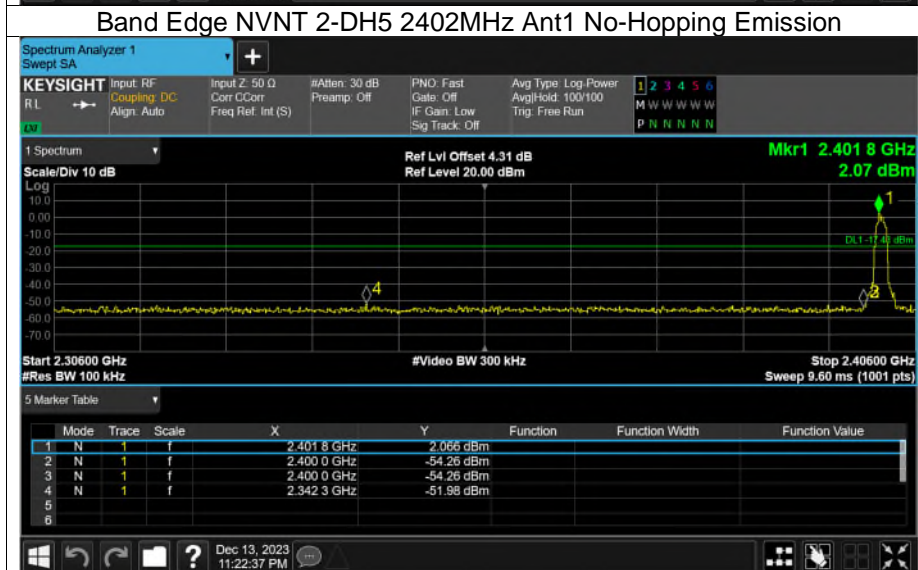 Band Edge NVNT 2-DH5 2402MHz Ant1 No-Hopping Emission
Spectrum Analyzer 1
Swept SA
+
KEYSIGHT Input: RF Input Z: 50 Ω #Atten: 30 dB PNO: Fast Avg Type: Log-Power 1 2 3 4 5 6
RL Coupling: DC Corr CCorr Preamp: Off Gate: Off Avg|Hold: 100/100 M W W W W W
Align: Auto Freq Ref: Int (S) IF Gain: Low Trig: Free Run
LXI Sig Track: Off P N N N N N
1 Spectrum Ref Lvl Offset 4.31 dB Mkr1 2.401 8 GHz
Scale/Div 10 dB Ref Level 20.00 dBm 2.07 dBm
Log
10.0 1
0.00
-10.0 dBm
-20.0
-30.0
-40.0 4
-50.0
-60.0
-70.0
Start 2.30600 GHz #Video BW 300 kHz Stop 2.40600 GHz
#Res BW 100 kHz Sweep 9.60 ms (1001 pts)
5 Marker Table
Mode Trace Scale X Y Function Function Width Function Value
1 N 1 f 2.401 8 GHz 2.066 dBm
2 N 1 f 2.400 0 GHz -54.26 dBm
3 N 1 f 2.400 0 GHz -54.26 dBm
4 N 1 f 2.342 3 GHz -51.98 dBm
5
6
? Dec 13, 2023
11:22:37 PM